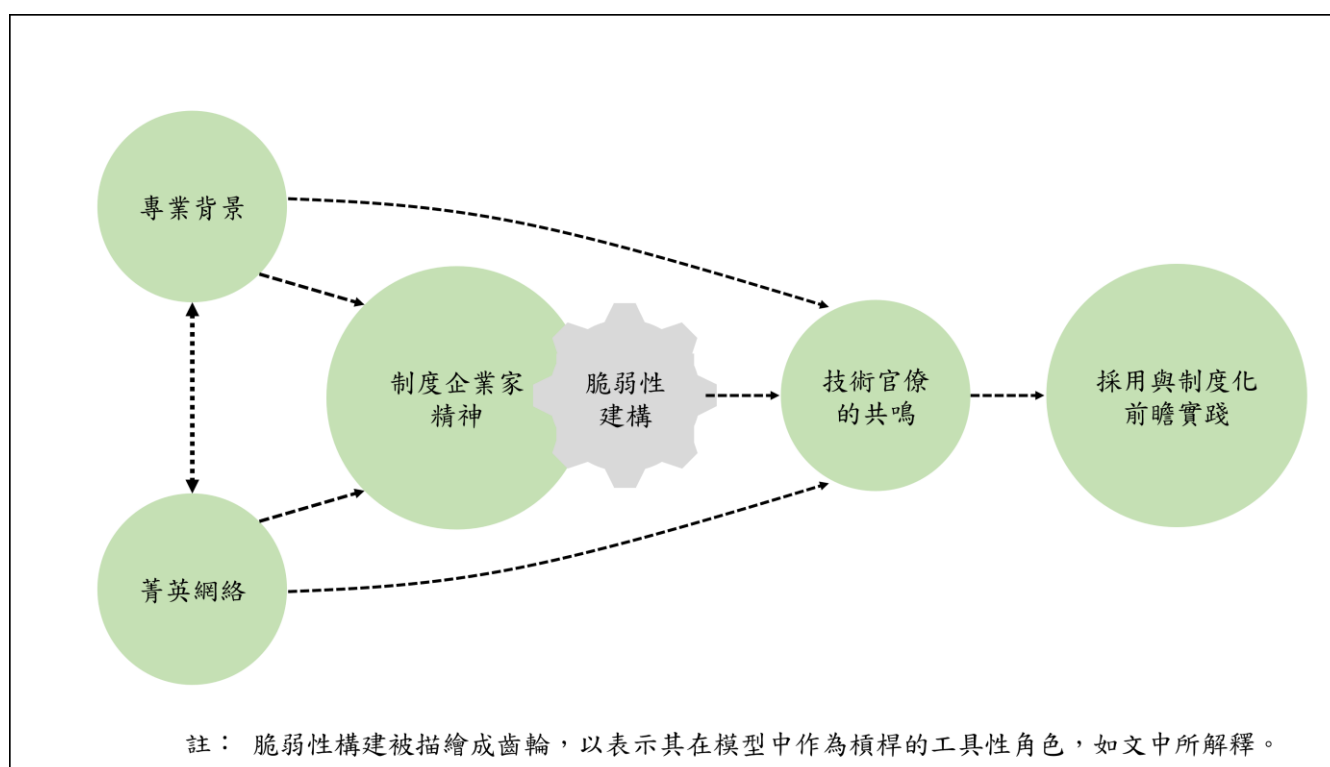 專業背景
制度企業家
精神
脆弱性
建構
技術官僚
的共鳴
採用與制度化
前瞻實踐
菁英網絡
註： 脆弱性構建被描繪成齒輪，以表示其在模型中作為槓桿的工具性角色，如文中所解釋。